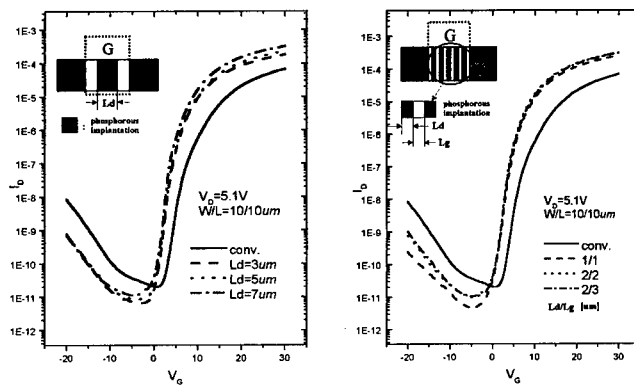 1E-3
1E-4
1E-5
1E-6
1E-7
1E-8
1E-9
1E-10
1E-11
1E-12
I_D
G
Ld
: phosphorous
implantation
V_D=5.1V
W/L=10/10um
conv.
Ld=3um
Ld=5um
Ld=7um
-20
-10
0
10
20
30
V_G
1E-3
1E-4
1E-5
1E-6
1E-7
1E-8
1E-9
1E-10
1E-11
1E-12
I_D
G
phosphorous
implantation
Ld
Lg
V_D=5.1V
W/L=10/10um
conv.
1/1
2/2
2/3
Ld/Lg [um]
-20
-10
0
10
20
30
V_G